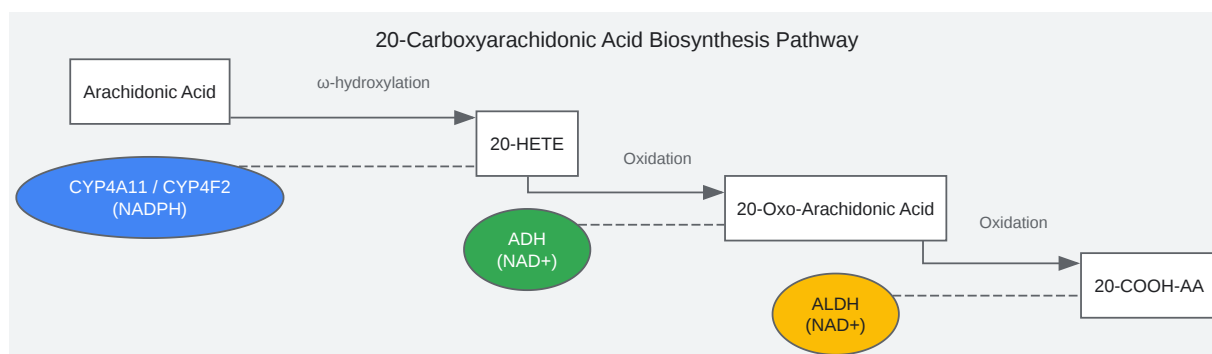 20-Carboxyarachidonic Acid Biosynthesis Pathway
Arachidonic Acid
ω-hydroxylation
20-HETE
CYP4A11 / CYP4F2
(NADPH)
Oxidation
20-Oxo-Arachidonic Acid
ADH
(NAD+)
Oxidation
20-COOH-AA
ALDH
(NAD+)